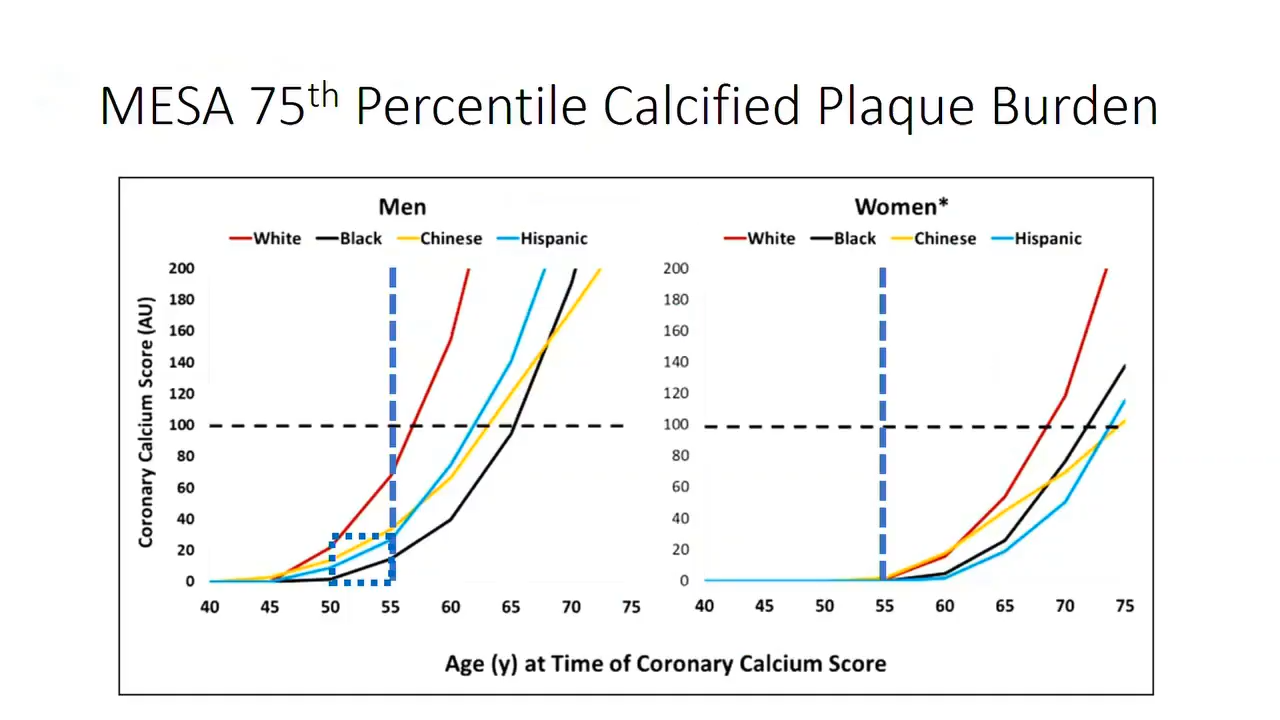 MESA 75th Percentile Calcified Plaque Burden
Men
White Black Chinese Hispanic
Coronary Calcium Score (AU)
200
180
160
140
120
100
80
60
40
20
0
40 45 50 55 60 65 70 75
Women*
White Black Chinese Hispanic
200
180
160
140
120
100
80
60
40
20
0
40 45 50 55 60 65 70 75
Age (y) at Time of Coronary Calcium Score